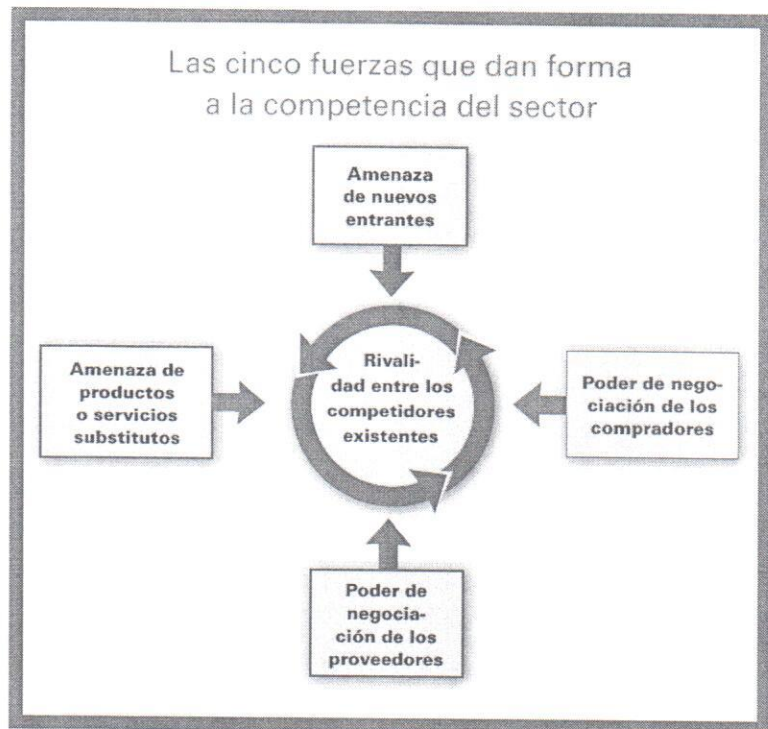 Las cinco fuerzas que dan forma
a la competencia del sector
Amenaza
de nuevos
entrantes
Amenaza de
productos
o servicios
substitutos
Rivali-
dad entre los
competidores
existentes
Poder de nego-
ciación de los
compradores
Poder de
negocia-
ción de los
proveedores